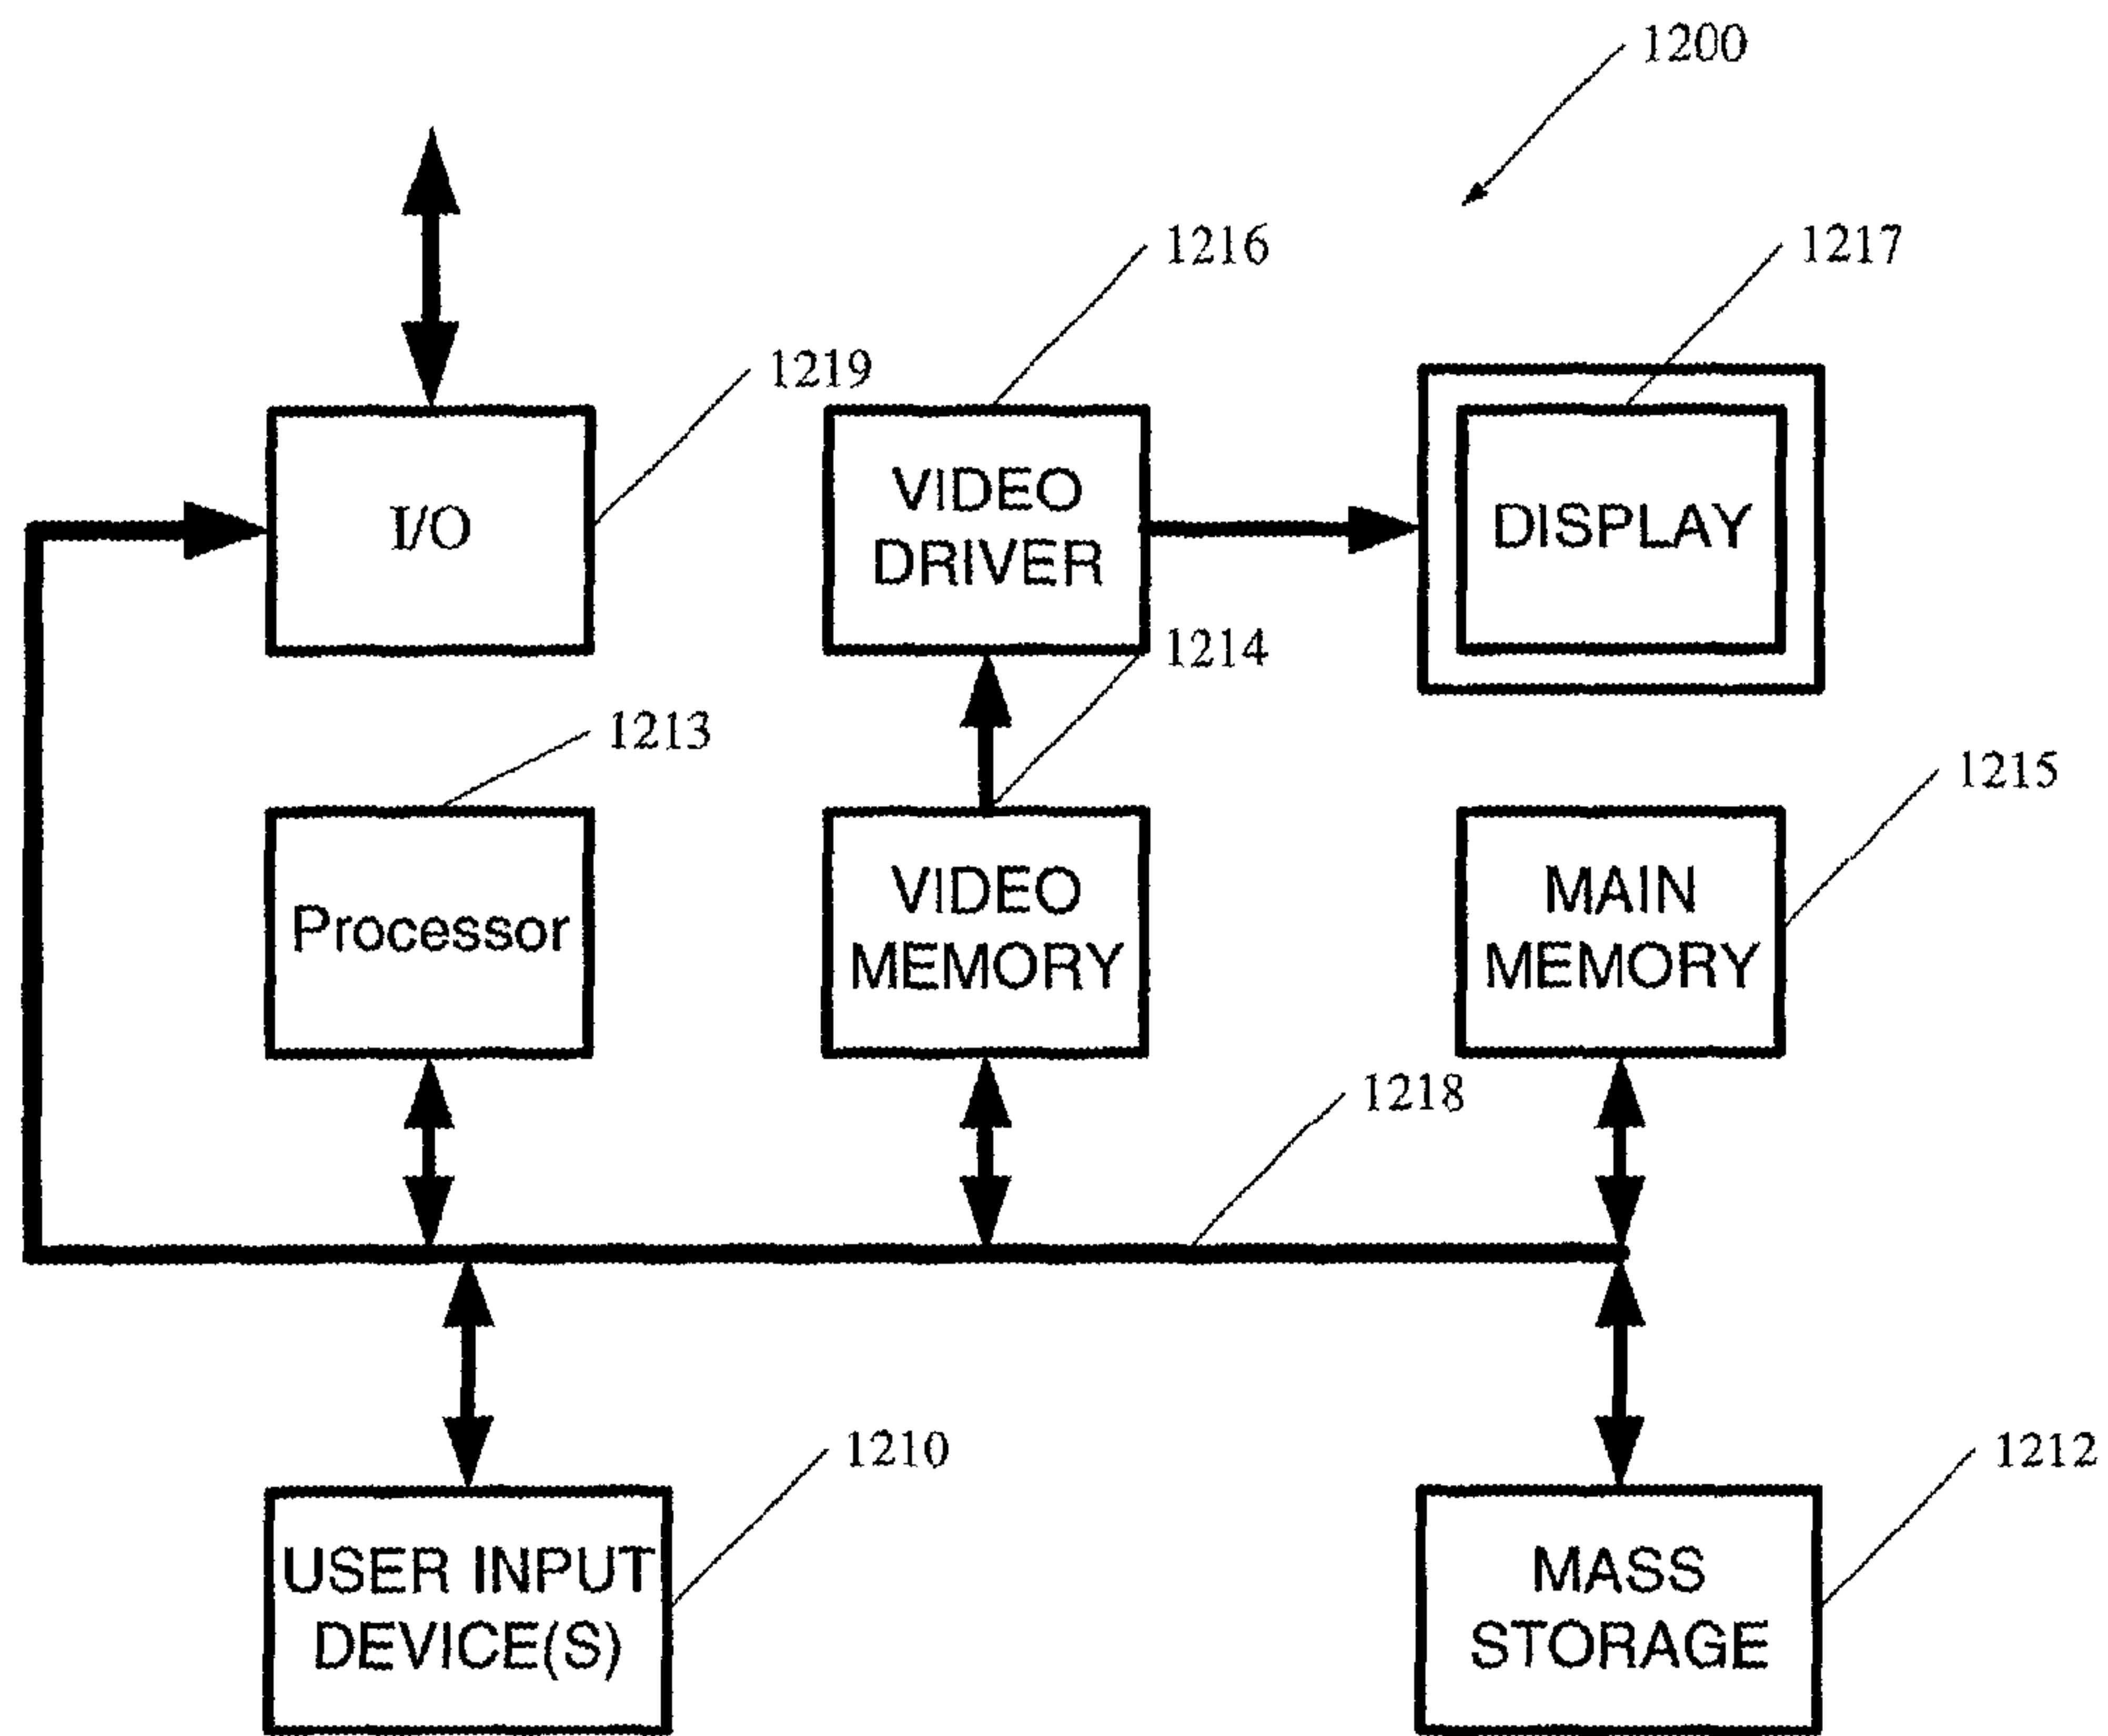 1200
1216
1217
1219
I/O
VIDEO
DRIVER
DISPLAY
1214
1213
1215
Processor
VIDEO
MEMORY
MAIN
MEMORY
1218
1210
1212
USER INPUT
DEVICE(S)
MASS
STORAGE